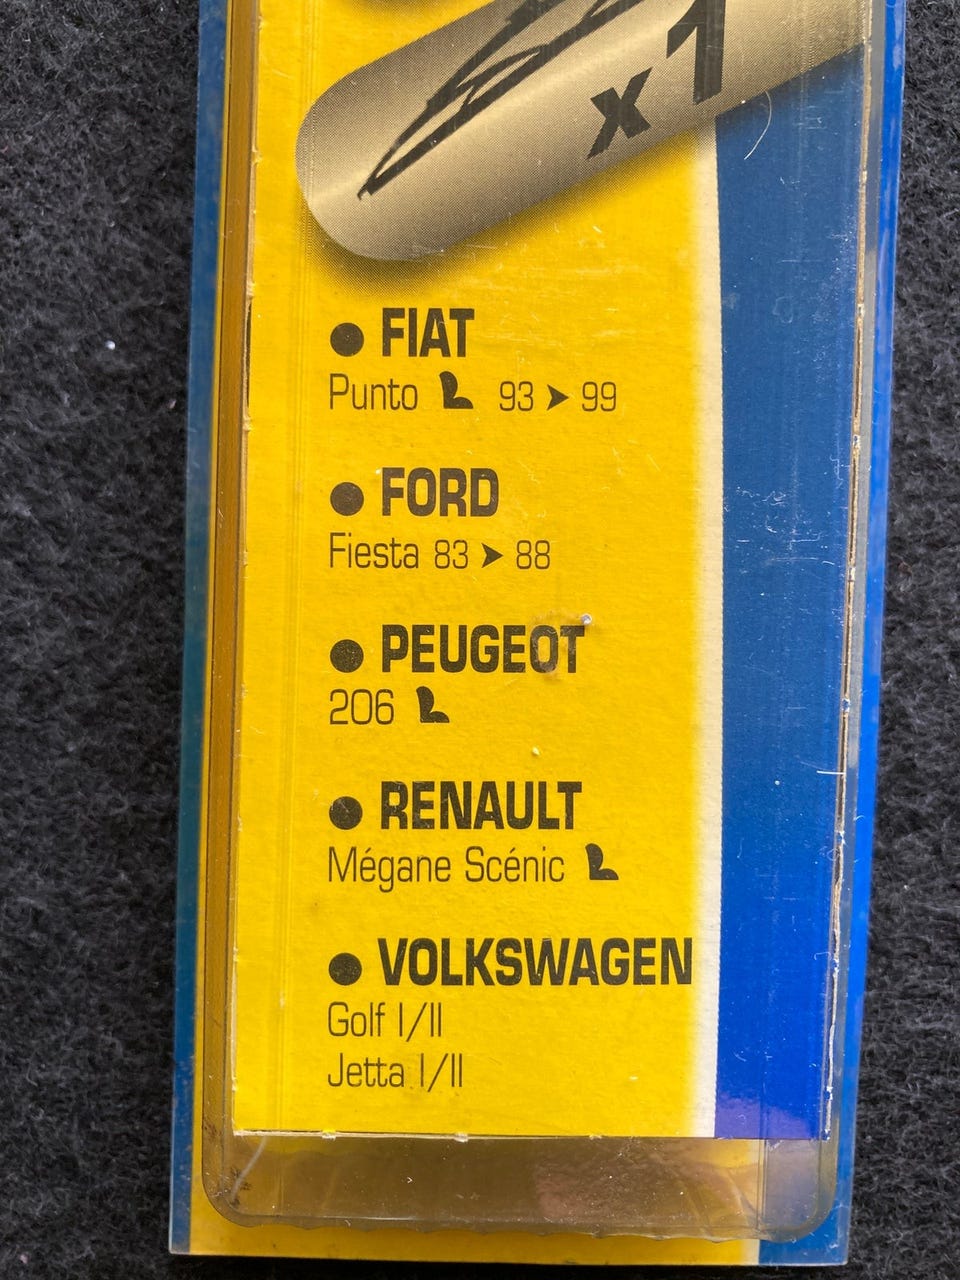 x1
● FIAT
Punto 93 ➤ 99
● FORD
Fiesta 83 ➤ 88
● PEUGEOT
206
● RENAULT
Mégane Scénic
● VOLKSWAGEN
Golf I/II
Jetta I/II